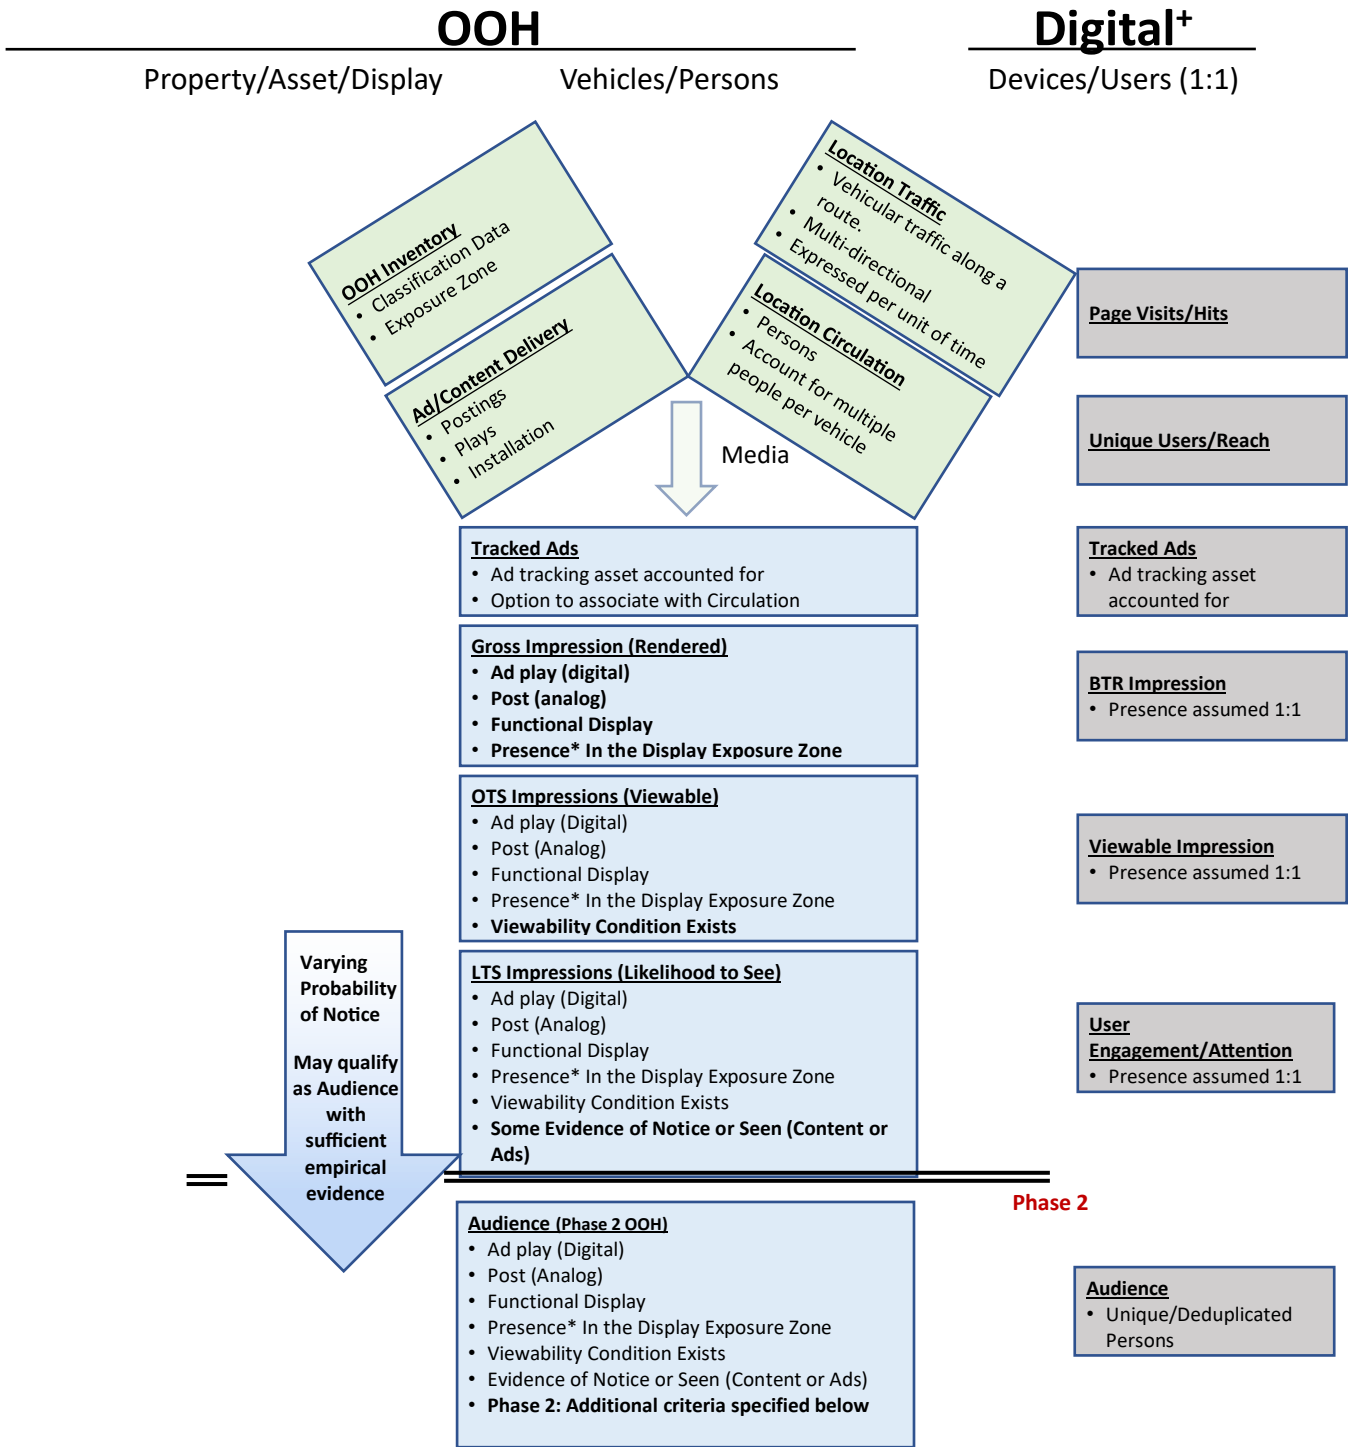 OOH
Digital+
Property/Asset/Display
Vehicles/Persons
Devices/Users (1:1)
OOH Inventory
• Classification Data
• Exposure Zone
Ad/Content Delivery
• Postings
• Plays
• Installation
Location Traffic
• Vehicular traffic along a
route.
• Multi-directional
• Expressed per unit of time
Location Circulation
• Persons
• Account for multiple
people per vehicle
Media
Page Visits/Hits
Unique Users/Reach
Tracked Ads
• Ad tracking asset accounted for
• Option to associate with Circulation
Tracked Ads
• Ad tracking asset
accounted for
Gross Impression (Rendered)
• Ad play (digital)
• Post (analog)
• Functional Display
• Presence* In the Display Exposure Zone
BTR Impression
• Presence assumed 1:1
OTS Impressions (Viewable)
• Ad play (Digital)
• Post (Analog)
• Functional Display
• Presence* In the Display Exposure Zone
• Viewability Condition Exists
Viewable Impression
• Presence assumed 1:1
Varying
Probability
of Notice
May qualify
as Audience
with
sufficient
empirical
evidence
LTS Impressions (Likelihood to See)
• Ad play (Digital)
• Post (Analog)
• Functional Display
• Presence* In the Display Exposure Zone
• Viewability Condition Exists
• Some Evidence of Notice or Seen (Content or
Ads)
User
Engagement/Attention
• Presence assumed 1:1
Phase 2
Audience (Phase 2 OOH)
• Ad play (Digital)
• Post (Analog)
• Functional Display
• Presence* In the Display Exposure Zone
• Viewability Condition Exists
• Evidence of Notice or Seen (Content or Ads)
• Phase 2: Additional criteria specified below
Audience
• Unique/Deduplicated
Persons